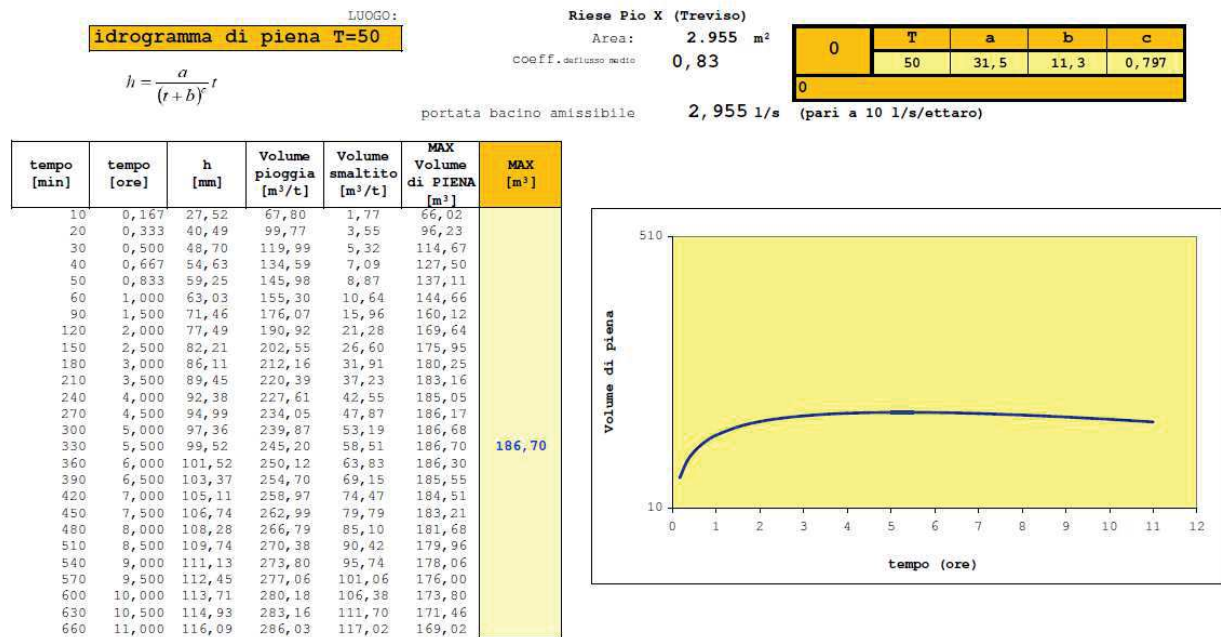 LUOGO: Riese Pio X (Treviso)
idrogramma di piena T=50
Area: 2.955 m²
coeff.deflusso medio 0,83
0 T a b c
50 31,5 11,3 0,797
0
h = a / (t + b)^c t
portata bacino amissibile 2,955 l/s (pari a 10 l/s/ettaro)
tempo [min] tempo [ore] h [mm] Volume pioggia [m³/t] Volume smaltito [m³/t] MAX Volume di PIENA [m³] MAX [m³]
10 0,167 27,52 67,80 1,77 66,02
20 0,333 40,49 99,77 3,55 96,23
30 0,500 48,70 119,99 5,32 114,67
40 0,667 54,63 134,59 7,09 127,50
50 0,833 59,25 145,98 8,87 137,11
60 1,000 63,03 155,30 10,64 144,66
90 1,500 71,46 176,07 15,96 160,12
120 2,000 77,49 190,92 21,28 169,64
150 2,500 82,21 202,55 26,60 175,95
180 3,000 86,11 212,16 31,91 180,25
210 3,500 89,45 220,39 37,23 183,16
240 4,000 92,38 227,61 42,55 185,05
270 4,500 94,99 234,05 47,87 186,17
300 5,000 97,36 239,87 53,19 186,68
330 5,500 99,52 245,20 58,51 186,70 186,70
360 6,000 101,52 250,12 63,83 186,30
390 6,500 103,37 254,70 69,15 185,55
420 7,000 105,11 258,97 74,47 184,51
450 7,500 106,74 262,99 79,79 183,21
480 8,000 108,28 266,79 85,10 181,68
510 8,500 109,74 270,38 90,42 179,96
540 9,000 111,13 273,80 95,74 178,06
570 9,500 112,45 277,06 101,06 176,00
600 10,000 113,71 280,18 106,38 173,80
630 10,500 114,93 283,16 111,70 171,46
660 11,000 116,09 286,03 117,02 169,02
510
Volume di piena
10
0 1 2 3 4 5 6 7 8 9 10 11 12
tempo (ore)